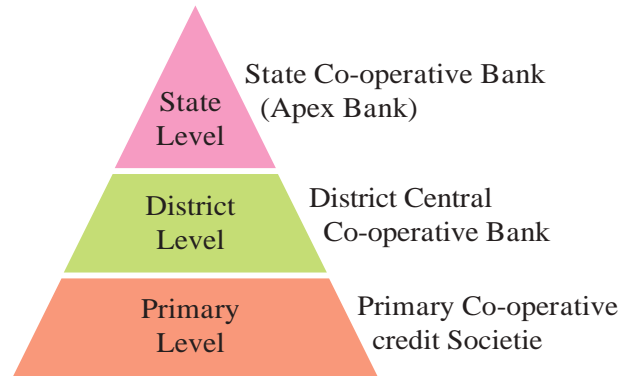 State
Level
State Co-operative Bank
(Apex Bank)
District
Level
District Central
Co-operative Bank
Primary
Level
Primary Co-operative
credit Societie